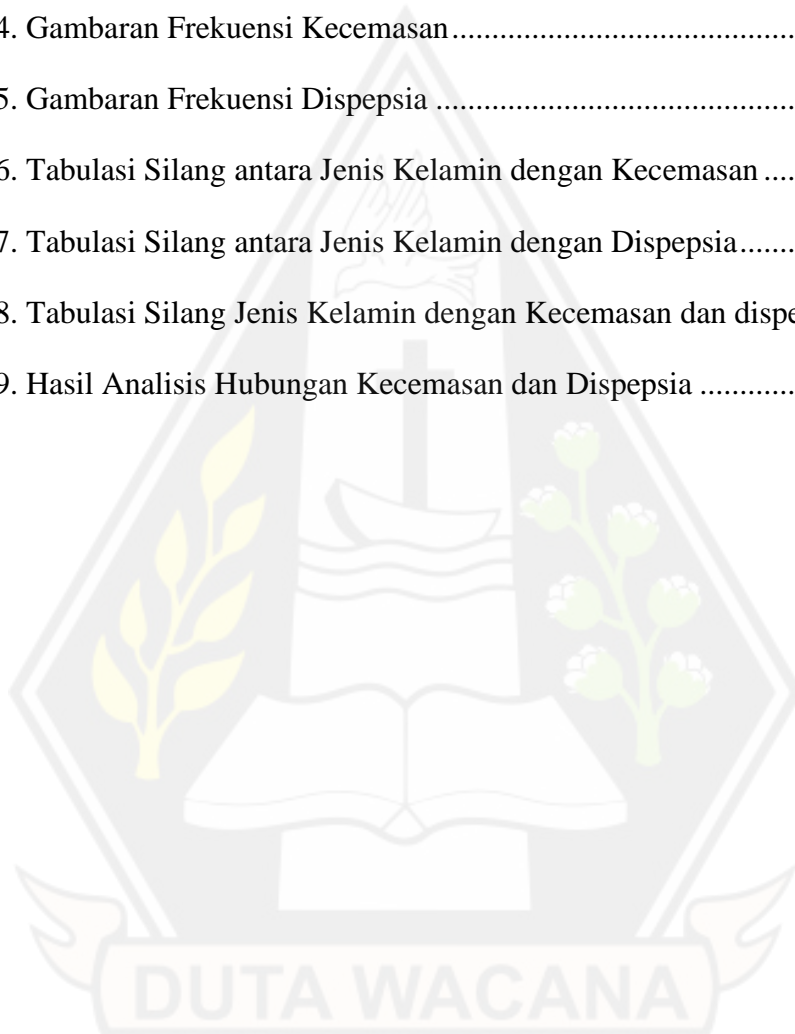 4. Gambaran Frekuensi Kecemasan....................................
5. Gambaran Frekuensi Dispepsia ......................................
6. Tabulasi Silang antara Jenis Kelamin dengan Kecemasan ....
7. Tabulasi Silang antara Jenis Kelamin dengan Dispepsia.......
8. Tabulasi Silang Jenis Kelamin dengan Kecemasan dan
9. Hasil Analisis Hubungan Kecemasan dan Dispepsia ............
DUTA WACANA